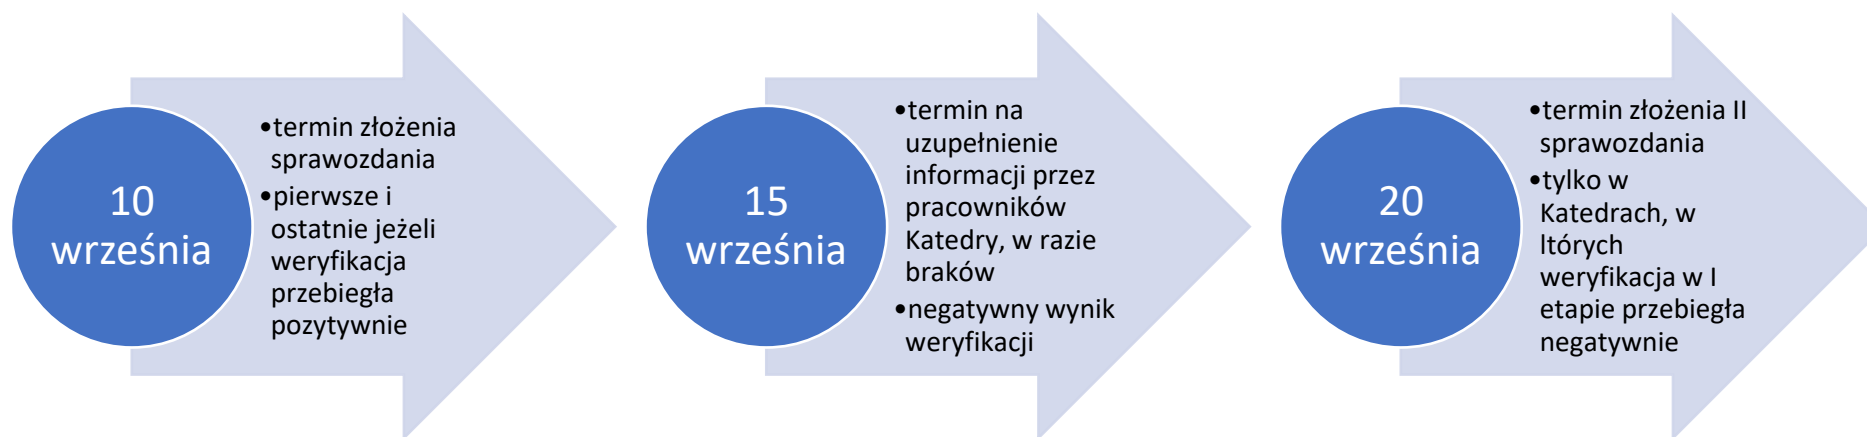 10
września
•termin złożenia
sprawozdania
•pierwsze i
ostatnie jeżeli
weryfikacja
przebiegła
pozytywnie
15
września
•termin na
uzupełnienie
informacji przez
pracowników
Katedry, w razie
braków
•negatywny wynik
weryfikacji
20
września
•termin złożenia II
sprawozdania
•tylko w
Katedrach, w
ltórych
weryfikacja w I
etapie przebiegła
negatywnie